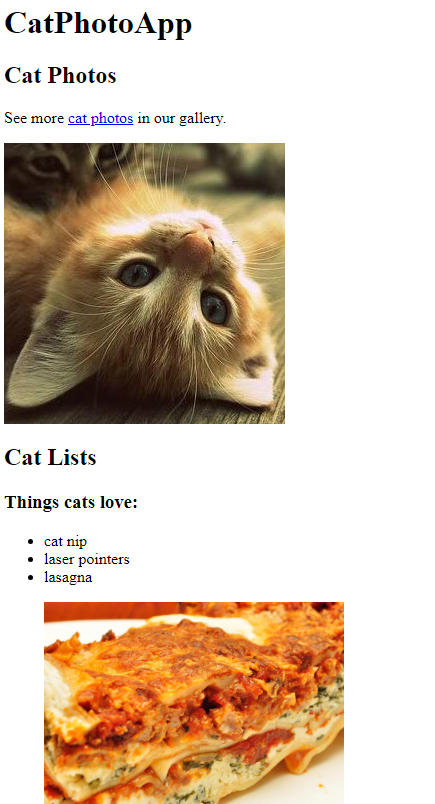 CatPhotoApp
Cat Photos
See more cat photos in our gallery.
Cat Lists
Things cats love:
cat nip
laser pointers
lasagna